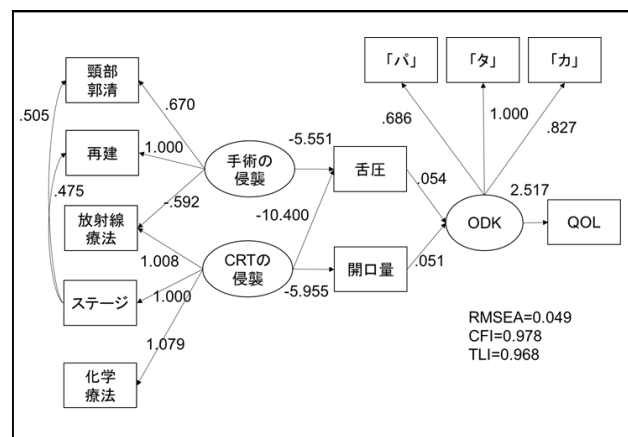 「パ」
「タ」
「カ」
頸部
郭清
.505
.670
.686
1.000
.827
-5.551
再建
1.000
手術の
侵襲
舌圧
.054
.475
-.592
-10.400
2.517
放射線
療法
ODK
QOL
1.008
CRTの
侵襲
開口量
.051
ステージ
1.000
-5.955
1.079
RMSEA=0.049
CFI=0.978
TLI=0.968
化学
療法